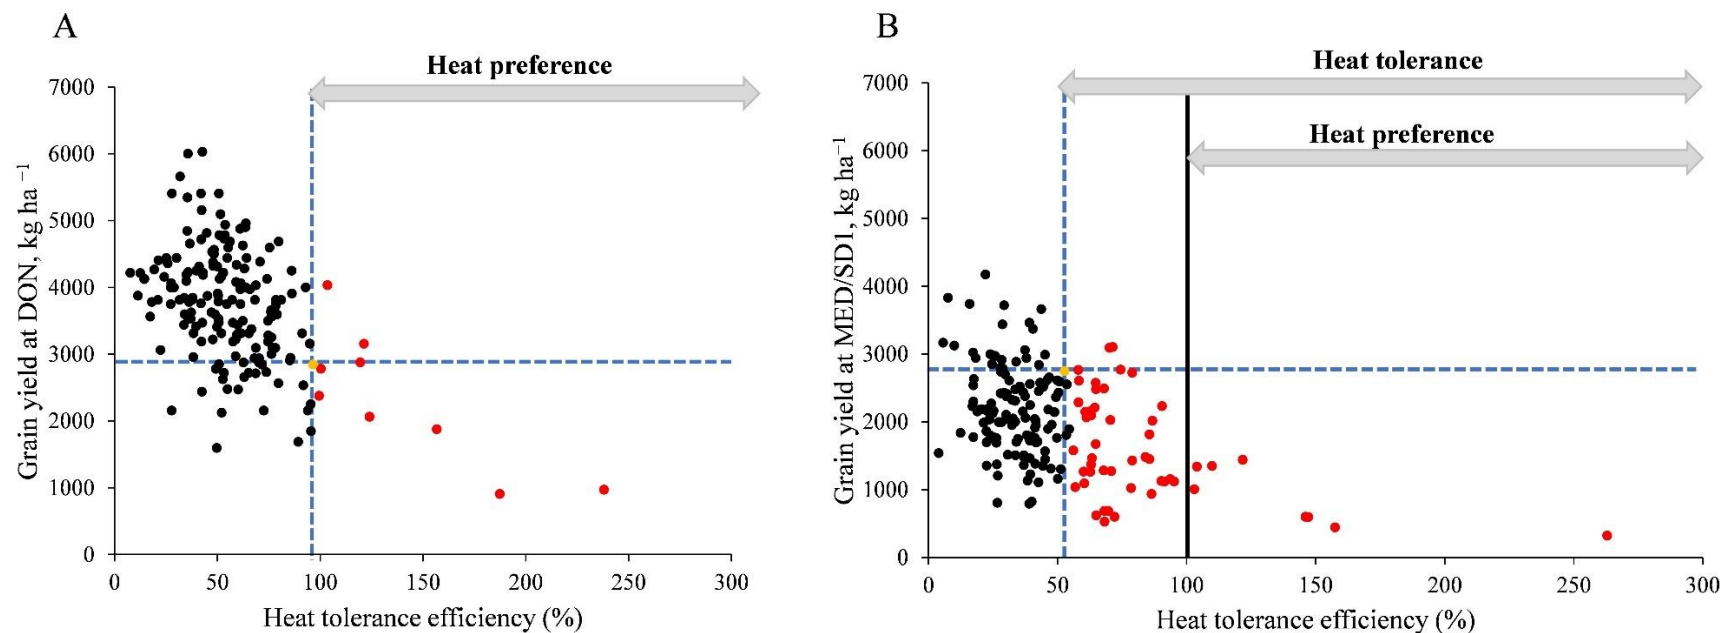 A
Heat preference
7000
6000
5000
4000
3000
2000
1000
0
0 50 100 150 200 250 300
Grain yield at DON, kg ha ⁻¹
Heat tolerance efficiency (%)
B
Heat tolerance
Heat preference
7000
6000
5000
4000
3000
2000
1000
0
0 50 100 150 200 250 300
Grain yield at MED/SD1, kg ha⁻¹
Heat tolerance efficiency (%)